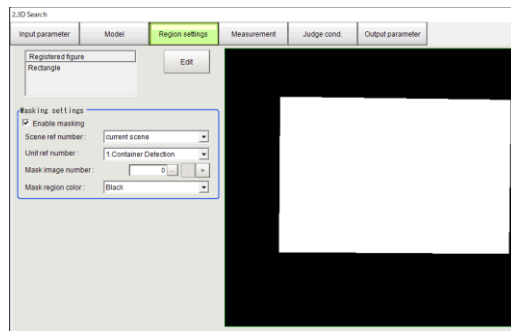 2.3D Search
Input parameter Model Region settings Measurement Judge cond. Output parameter
Registered figure
Rectangle
Edit
Masking settings
Enable masking
Scene ref number : current scene
Unit ref number : 1.Container Detection
Mask image number : 0 ... >
Mask region color : Black